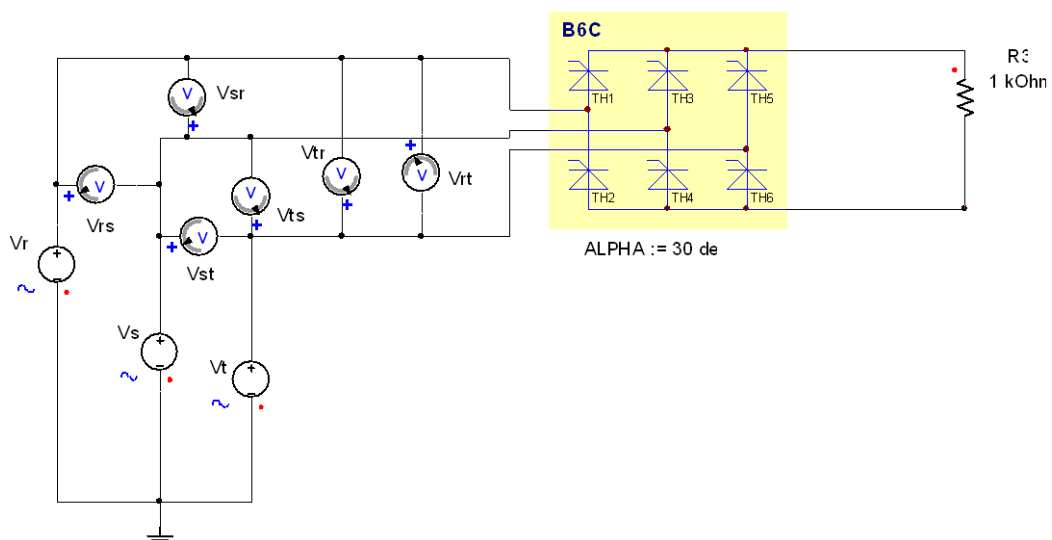 B6C
R3
1 kOhm
TH1
TH3
TH5
TH2
TH4
TH6
ALPHA := 30 de
V
Vsr
V
Vtr
V
Vrt
V
Vrs
V
Vts
V
Vst
Vr
Vs
Vt